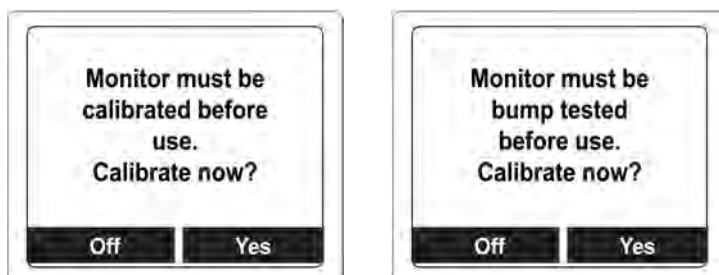 Monitor must be
calibrated before
use.
Calibrate now?
Off Yes
Monitor must be
bump tested
before use.
Calibrate now?
Off Yes